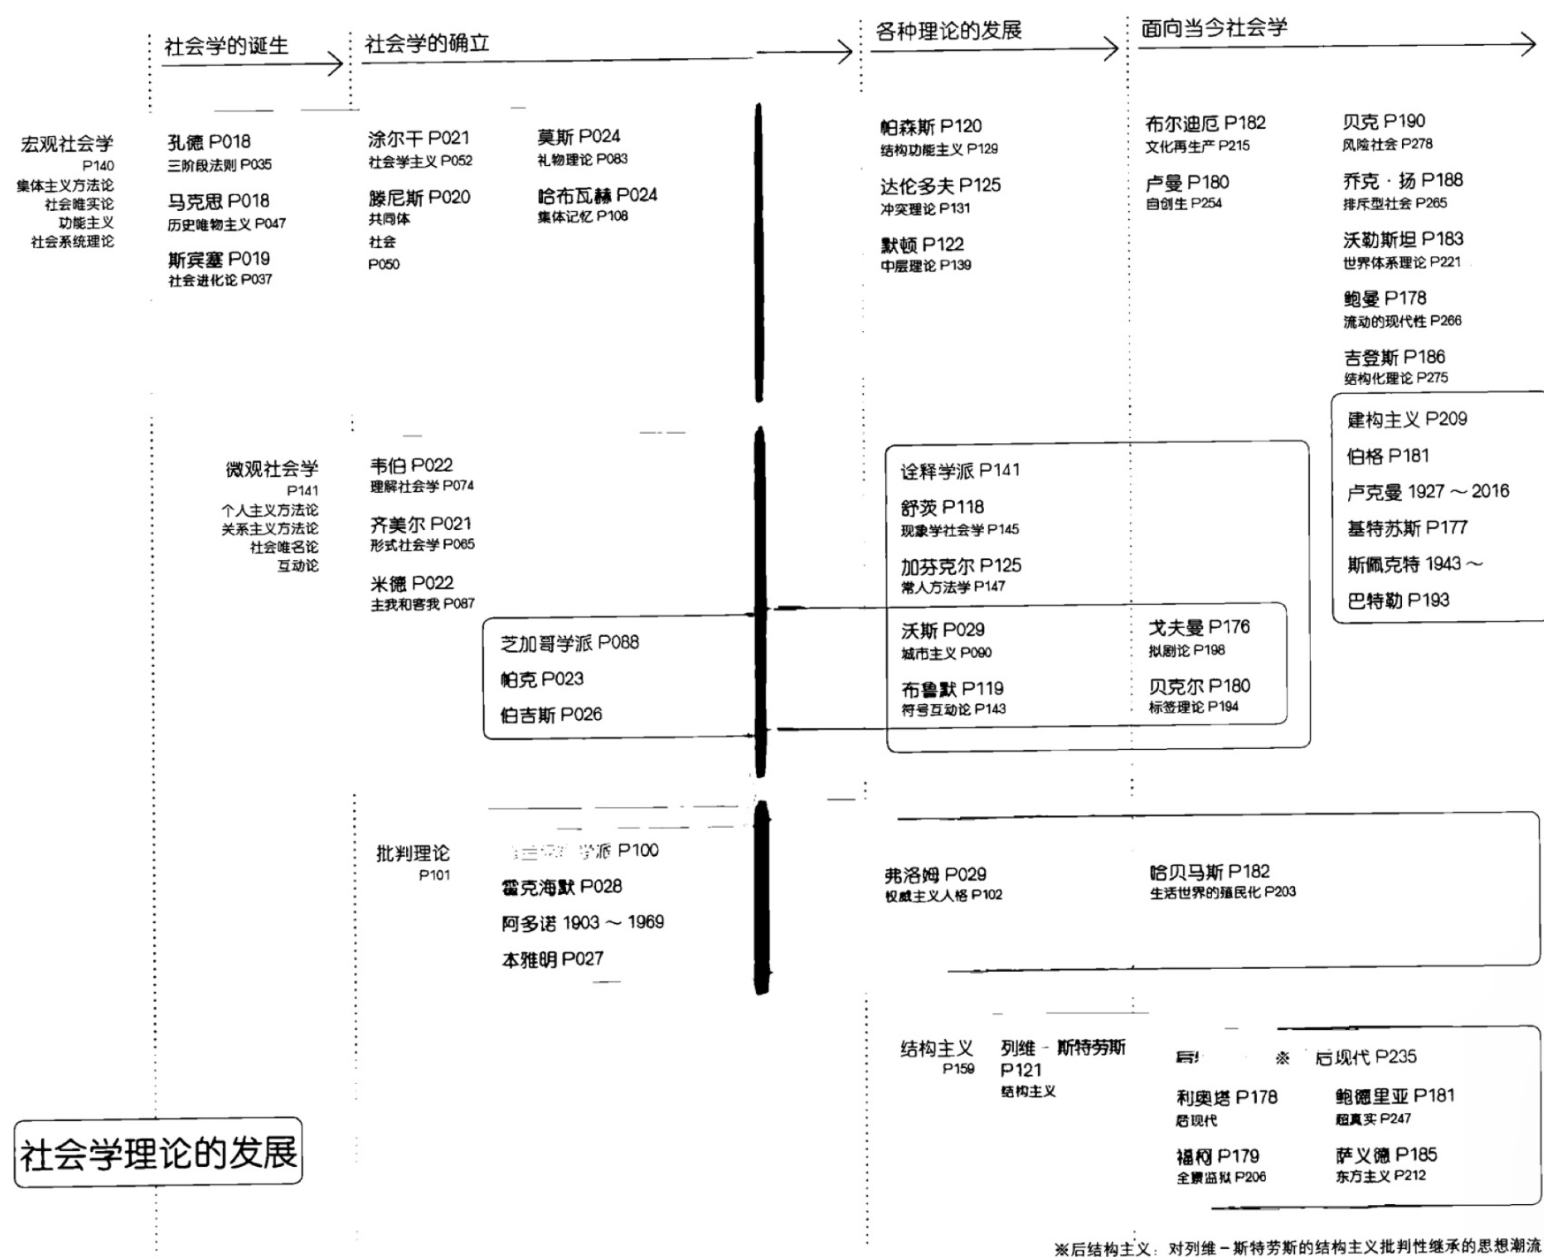 社会学的诞生
社会学的确立
各种理论的发展
面向当今社会学
宏观社会学
P140
集体主义方法论
社会唯实论
功能主义
社会系统理论
孔德 P018
三阶段法则 P035
马克思 P018
历史唯物主义 P047
斯宾塞 P019
社会进化论 P037
涂尔干 P021
社会学主义 P052
滕尼斯 P020
共同体
社会
P050
莫斯 P024
礼物理论 P083
哈布瓦赫 P024
集体记忆 P108
帕森斯 P120
结构功能主义 P129
达伦多夫 P125
冲突理论 P131
默顿 P122
中层理论 P139
布尔迪厄 P182
文化再生产 P215
卢曼 P180
自创生 P254
贝克 P190
风险社会 P278
乔克·扬 P188
排斥型社会 P265
沃勒斯坦 P183
世界体系理论 P221
鲍曼 P178
流动的现代性 P266
吉登斯 P186
结构化理论 P275
建构主义 P209
伯格 P181
卢克曼 1927～2016
基特苏斯 P177
斯佩克特 1943～
巴特勒 P193
微观社会学
P141
个人主义方法论
关系主义方法论
社会唯名论
互动论
韦伯 P022
理解社会学 P074
齐美尔 P021
形式社会学 P065
米德 P022
主我和客我 P087
芝加哥学派 P088
帕克 P023
伯吉斯 P026
诠释学派 P141
舒茨 P118
现象学社会学 P145
加芬克尔 P125
常人方法学 P147
沃斯 P029
城市主义 P090
布鲁默 P119
符号互动论 P143
戈夫曼 P176
拟剧论 P198
贝克尔 P180
标签理论 P194
批判理论
P101
学派 P100
霍克海默 P028
阿多诺 1903～1969
本雅明 P027
弗洛姆 P029
权威主义人格 P102
哈贝马斯 P182
生活世界的殖民化 P203
结构主义
P159
列维－斯特劳斯
P121
结构主义
※ 后现代 P235
利奥塔 P178
后现代
福柯 P179
全景监狱 P206
鲍德里亚 P181
超真实 P247
萨义德 P185
东方主义 P212
社会学理论的发展
※后结构主义：对列维－斯特劳斯的结构主义批判性继承的思想潮流